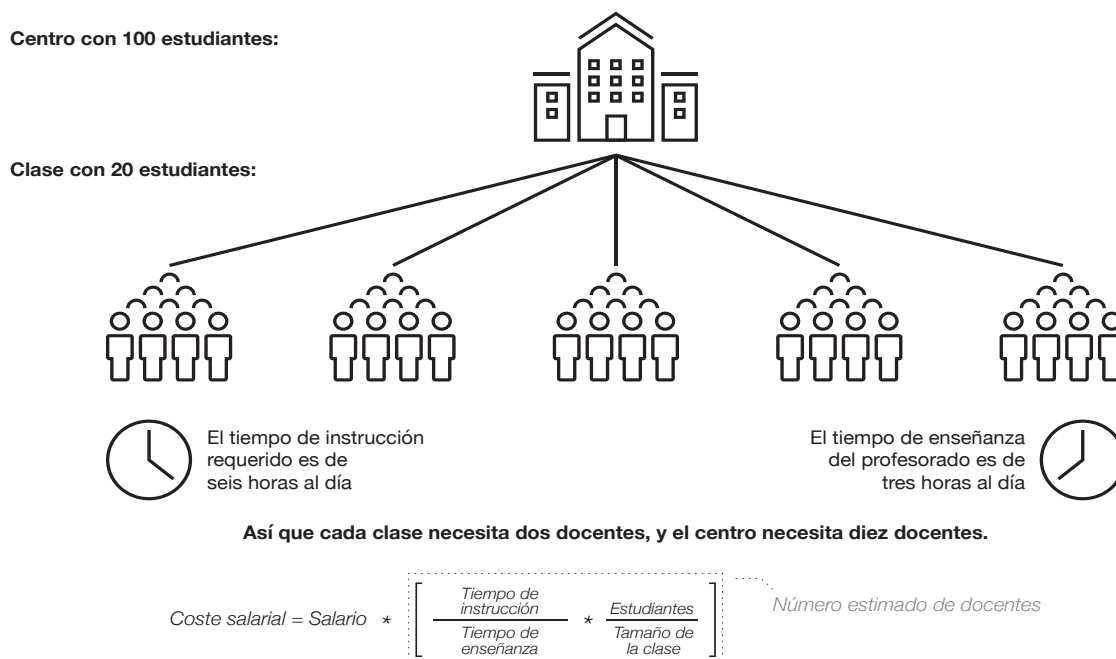 Centro con 100 estudiantes:
Clase con 20 estudiantes:
El tiempo de instrucción
requerido es de
seis horas al día
El tiempo de enseñanza
del profesorado es de
tres horas al día
Así que cada clase necesita dos docentes, y el centro necesita diez docentes.
Coste salarial = Salario * [ Tiempo de instrucción / Tiempo de enseñanza * Estudiantes / Tamaño de la clase ]
Número estimado de docentes